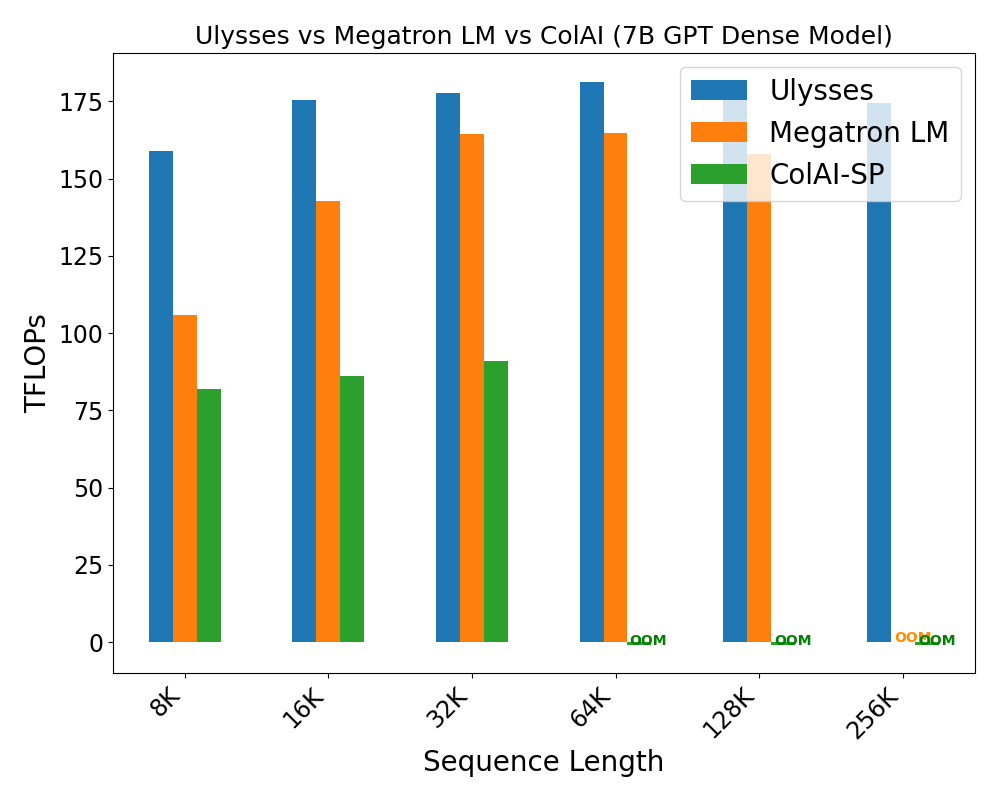 Ulysses vs Megatron LM vs ColAI (7B GPT Dense Model)
Ulysses
Megatron LM
ColAI-SP
TFLOPs
175
150
125
100
75
50
25
0
OOM
OOM
OOM
OOM
8K
16K
32K
64K
128K
256K
Sequence Length